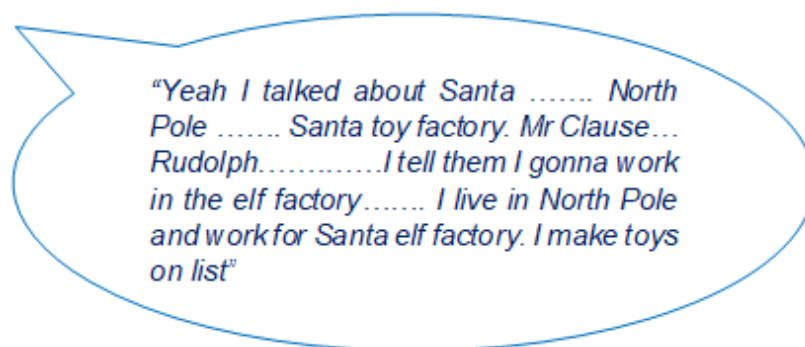 “Yeah I talked about Santa ……. North
Pole ……. Santa toy factory. Mr Clause…
Rudolph………….I tell them I gonna work
in the elf factory……. I live in North Pole
and work for Santa elf factory. I make toys
on list”